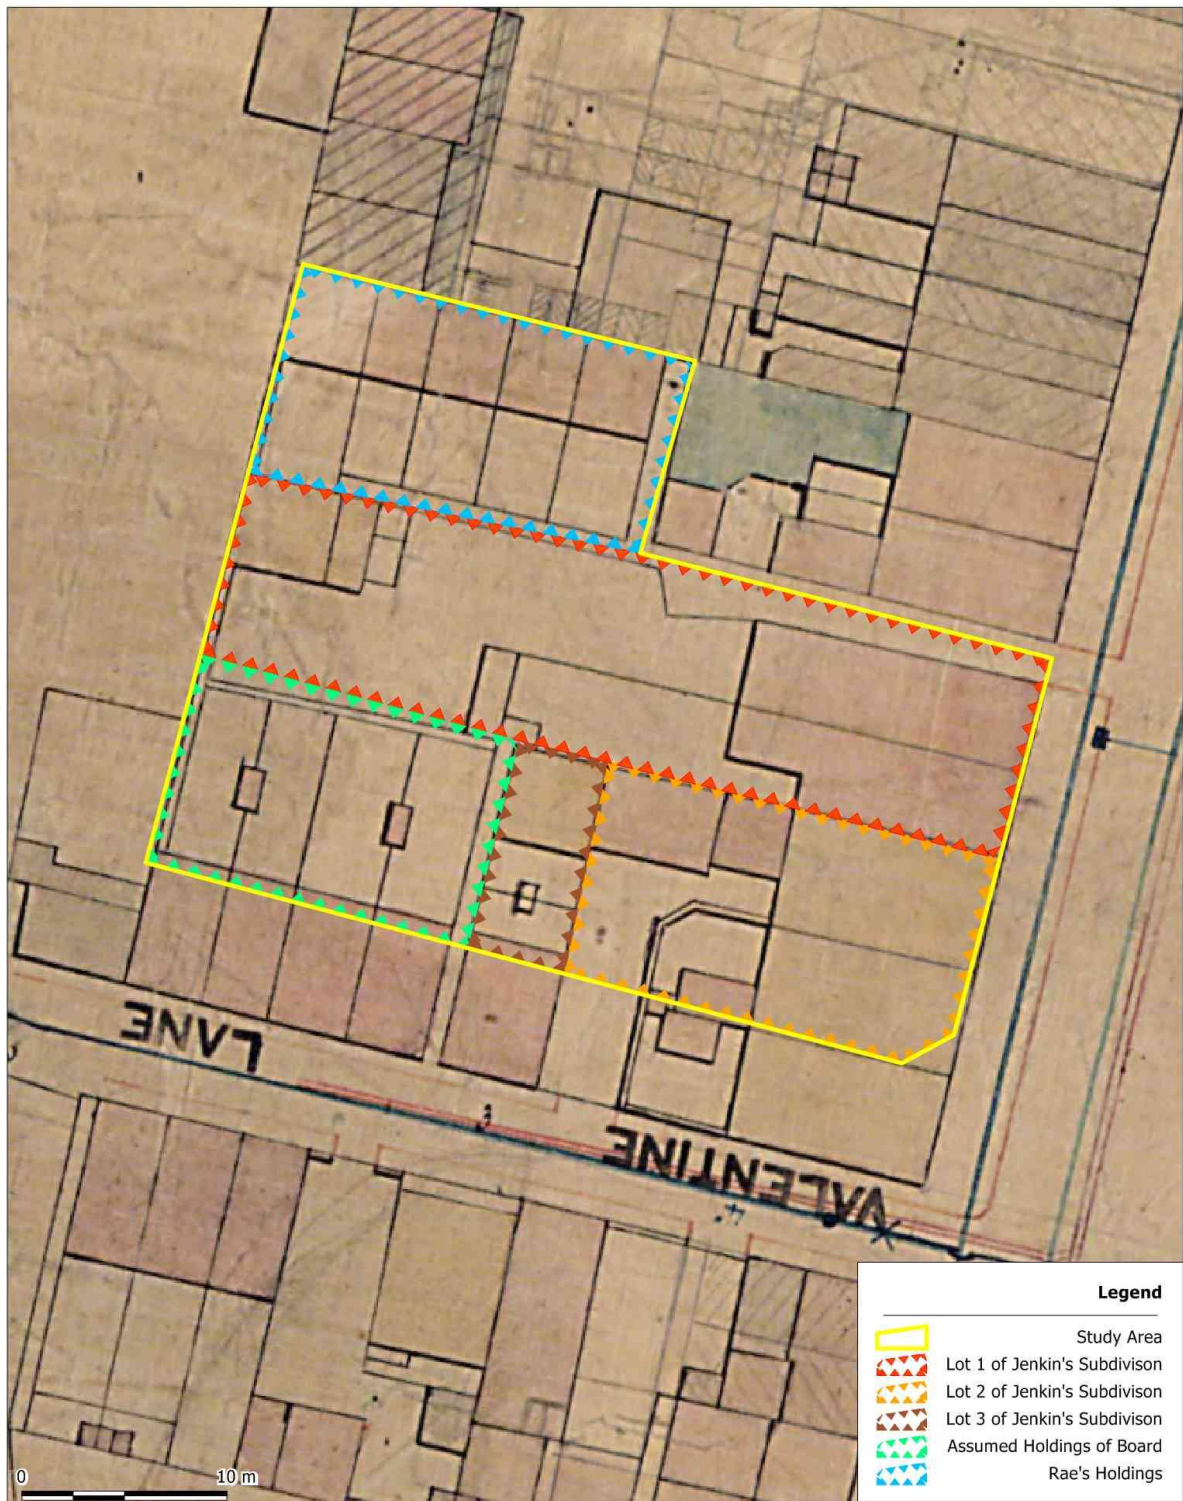 LANE
VALENTINE
Legend
Study Area
Lot 1 of Jenkin's Subdivison
Lot 2 of Jenkin's Subdivison
Lot 3 of Jenkin's Subdivison
Assumed Holdings of Board
Rae's Holdings
0 10 m